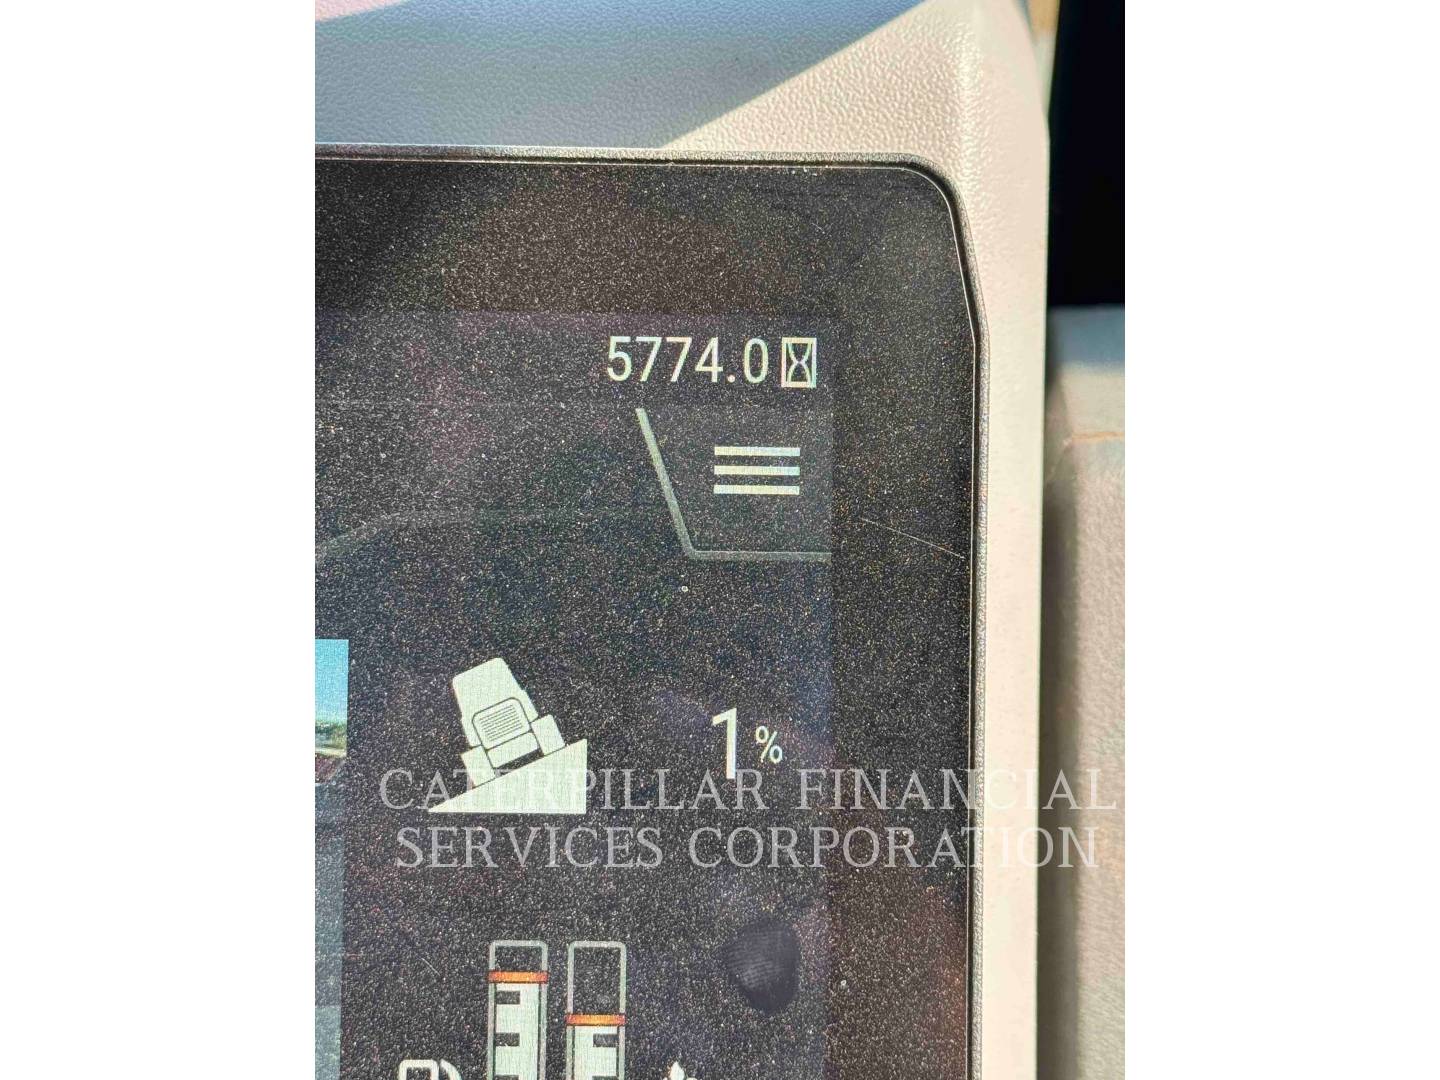 5774.0
1%
CATERPILLAR FINANCIAL
SERVICES CORPORATION